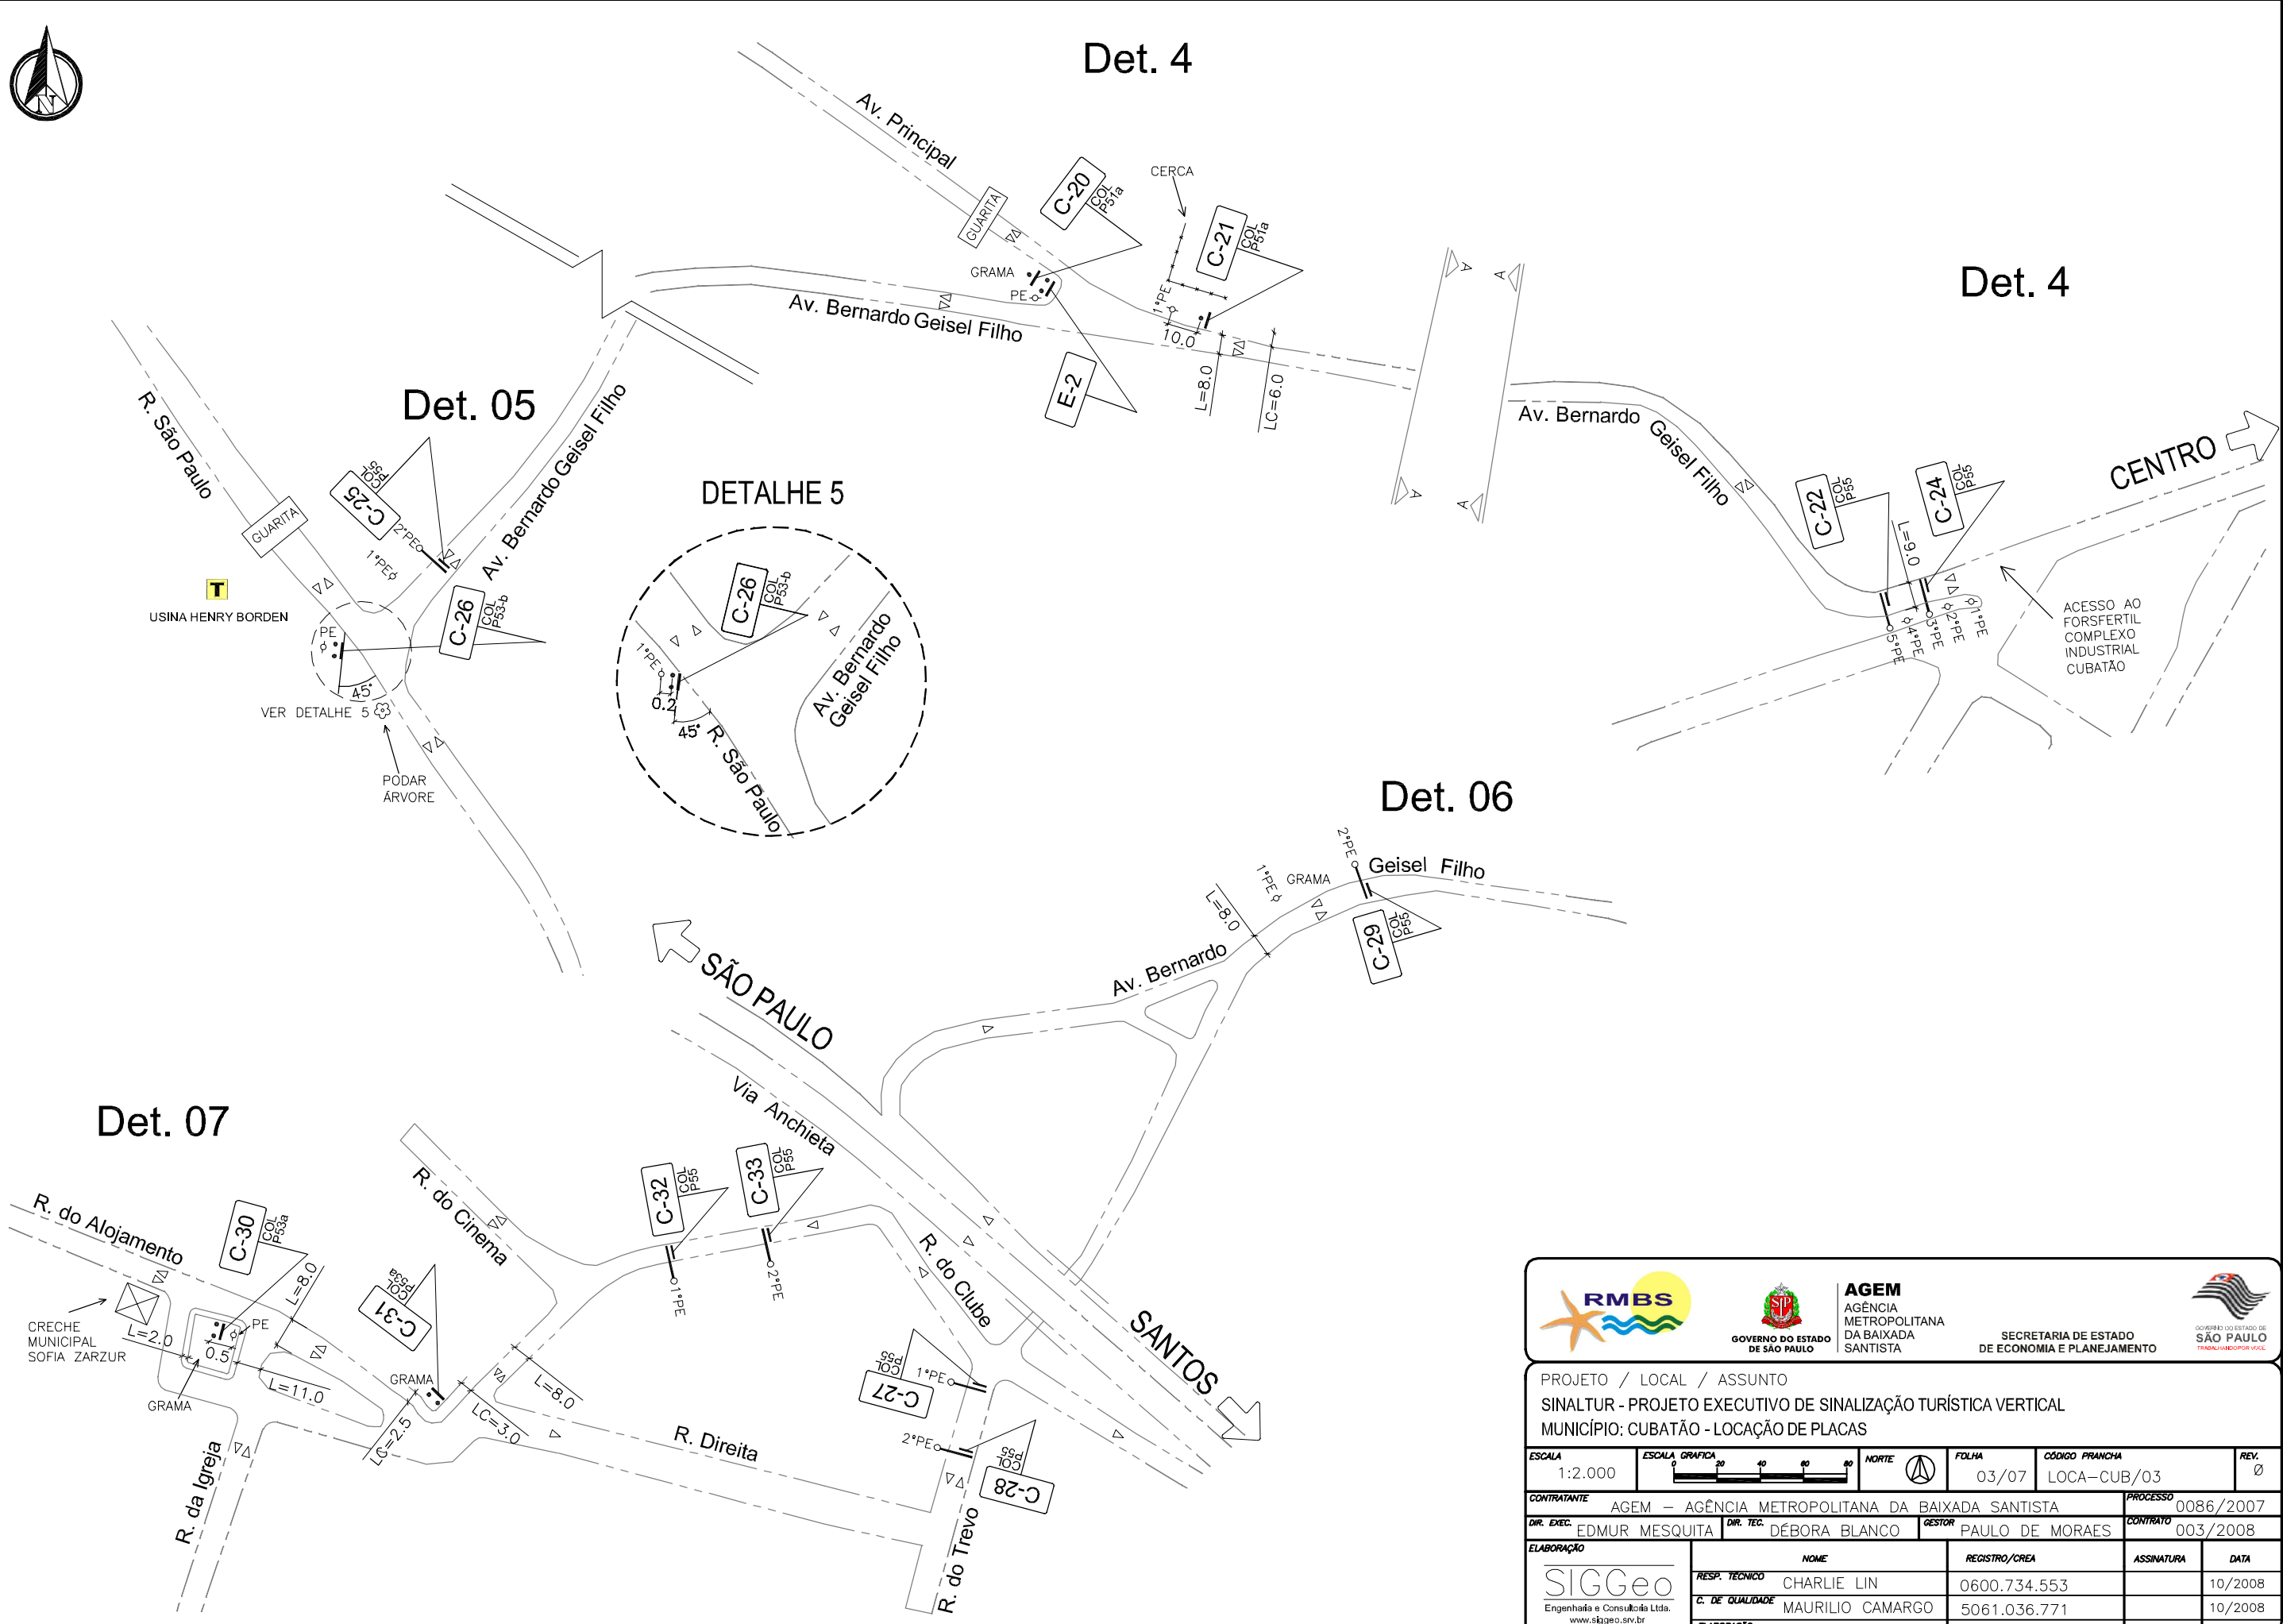 N
Det. 4
Av. Principal
GUARITA
C-20
COL
P51a
CERCA
C-21
COL
P51a
GRAMA
PE
1°PE
10.0
Av. Bernardo Geisel Filho
E-2
L=8.0
LC=6.0
A
A
A
A
Det. 4
Av. Bernardo
Geisel Filho
C-22
COL
P55
C-24
COL
P55
L=9.0
CENTRO
5°PE
4°PE
3°PE
2°PE
1°PE
ACESSO AO
FORSFERTIL
COMPLEXO
INDUSTRIAL
CUBATÃO
Det. 05
R. São Paulo
GUARITA
C-25
COL
P55
2°PE
1°PE
Av. Bernardo Geisel Filho
T
USINA HENRY BORDEN
C-26
COL
P53-b
PE
45°
VER DETALHE 5
PODAR
ÁRVORE
DETALHE 5
C-26
COL
P53-b
1°PE
0.2
45°
R. São Paulo
Av. Bernardo
Geisel Filho
Det. 06
2°PE
1°PE
GRAMA
Geisel Filho
L=8.0
C-29
COL
P55
Av. Bernardo
SÃO PAULO
Via Anchieta
SANTOS
Det. 07
R. do Alojamento
C-30
COL
P53a
L=8.0
CRECHE
MUNICIPAL
SOFIA ZARZUR
L=2.0
PE
0.5
GRAMA
L=11.0
R. da Igreja
R. do Cinema
C-31
COL
P53a
GRAMA
LC=2.5
LC=3.0
L=8.0
C-32
COL
P55
1°PE
C-33
COL
P55
2°PE
R. do Clube
R. Direita
C-27
COL
P55
1°PE
2°PE
C-28
COL
P55
R. do Trevo
RMBS
SP
GOVERNO DO ESTADO
DE SÃO PAULO
AGEM
AGÊNCIA
METROPOLITANA
DA BAIXADA
SANTISTA
SECRETARIA DE ESTADO
DE ECONOMIA E PLANEJAMENTO
GOVERNO DO ESTADO DE
SÃO PAULO
TRABALHANDO POR VOCÊ
PROJETO / LOCAL / ASSUNTO
SINALTUR - PROJETO EXECUTIVO DE SINALIZAÇÃO TURÍSTICA VERTICAL
MUNICÍPIO: CUBATÃO - LOCAÇÃO DE PLACAS
ESCALA
1:2.000
ESCALA GRAFICA
0 20 40 60 80
NORTE
FOLHA
03/07
CÓDIGO PRANCHA
LOCA-CUB/03
REV.
Ø
CONTRATANTE
AGEM - AGÊNCIA METROPOLITANA DA BAIXADA SANTISTA
PROCESSO
0086/2007
DIR. EXEC. EDMUR MESQUITA
DIR. TEC. DÉBORA BLANCO
GESTOR PAULO DE MORAES
CONTRATO
003/2008
ELABORAÇÃO
SIGGeo
Engenharia e Consultoria Ltda.
www.siggeo.srv.br
NOME
REGISTRO/CREA
ASSINATURA
DATA
RESP. TÉCNICO CHARLIE LIN
0600.734.553
10/2008
C. DE QUALIDADE MAURILIO CAMARGO
5061.036.771
10/2008